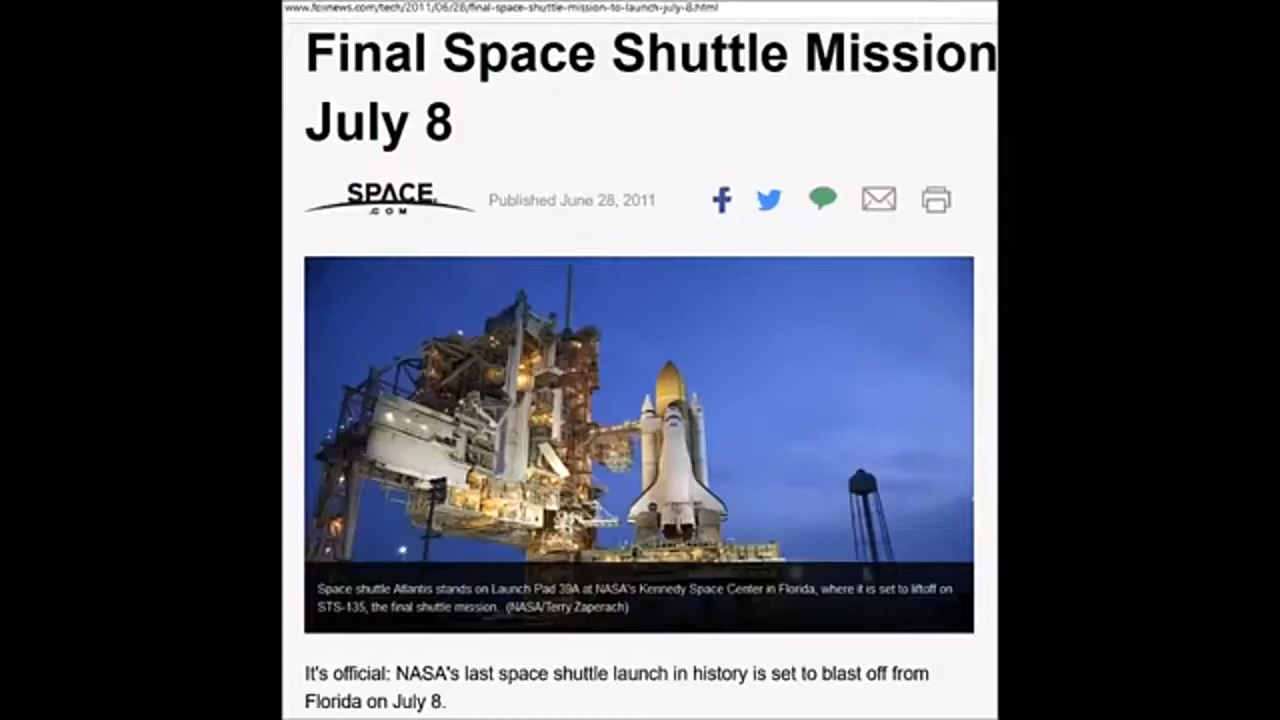 www.foxnews.com/tech/2011/06/28/final-space-shuttle-mission-to-launch-july-8.html
Final Space Shuttle Mission
July 8
SPACE
.COM
Published June 28, 2011
Space shuttle Atlantis stands on Launch Pad 39A at NASA's Kennedy Space Center in Florida, where it is set to liftoff on
STS-135, the final shuttle mission. (NASA/Terry Zaperach)
It's official: NASA's last space shuttle launch in history is set to blast off from
Florida on July 8.